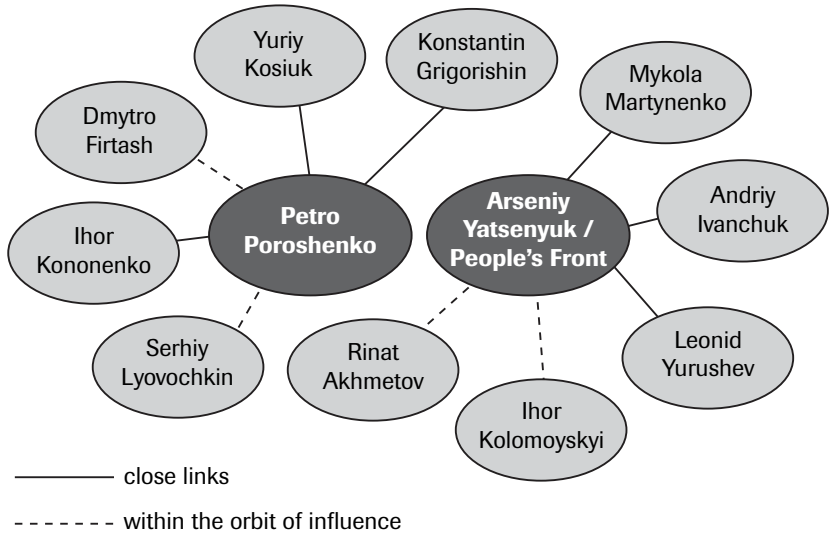 Yuriy
Kosiuk
Konstantin
Grigorishin
Mykola
Martynenko
Dmytro
Firtash
Andriy
Ivanchuk
Petro
Poroshenko
Arseniy
Yatsenyuk /
People's Front
Ihor
Kononenko
Serhiy
Lyovochkin
Rinat
Akhmetov
Leonid
Yurushev
Ihor
Kolomoyskyi
close links
within the orbit of influence